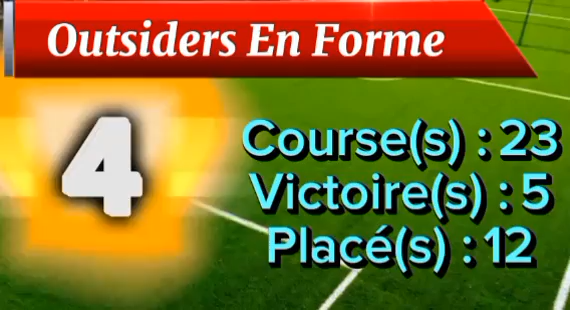 Outsiders En Forme
4
Course(s) : 23
Victoire(s) : 5
Placé(s) : 12